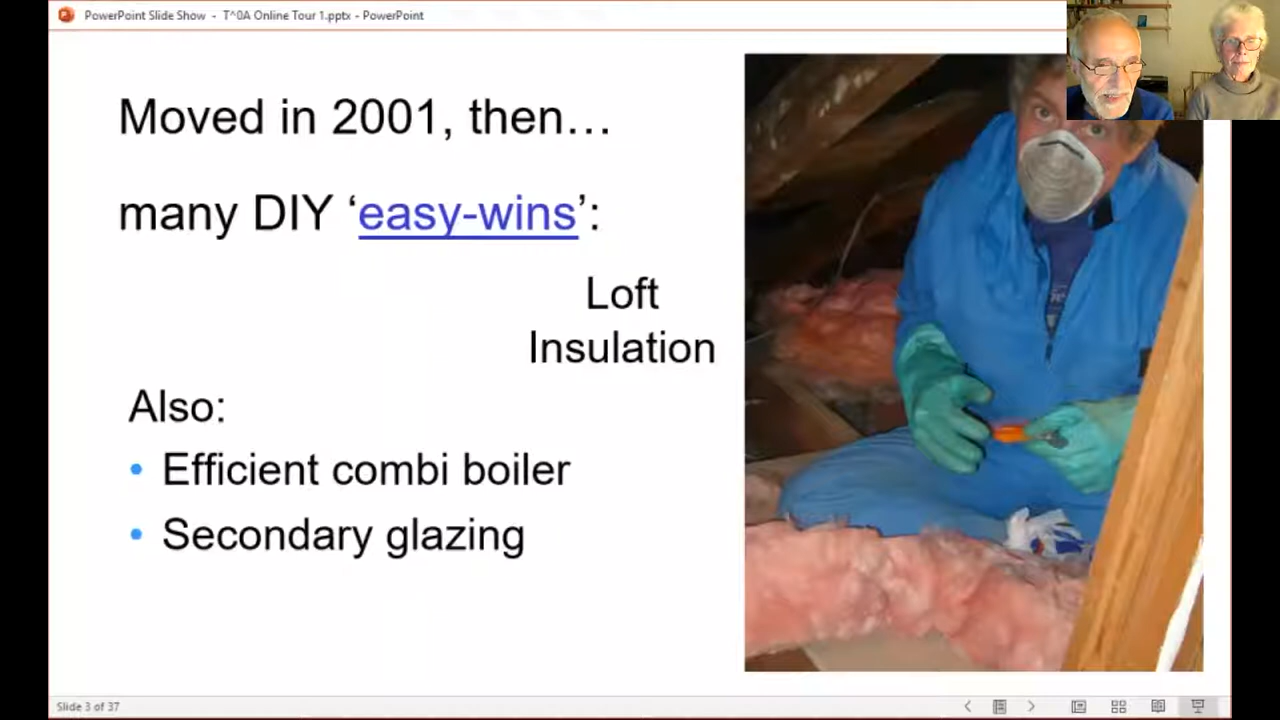 PowerPoint Slide Show - T^0A Online Tour 1.pptx - PowerPoint
Moved in 2001, then…
many DIY ‘easy-wins’:
Loft
Insulation
Also:
• Efficient combi boiler
• Secondary glazing
Slide 3 of 37